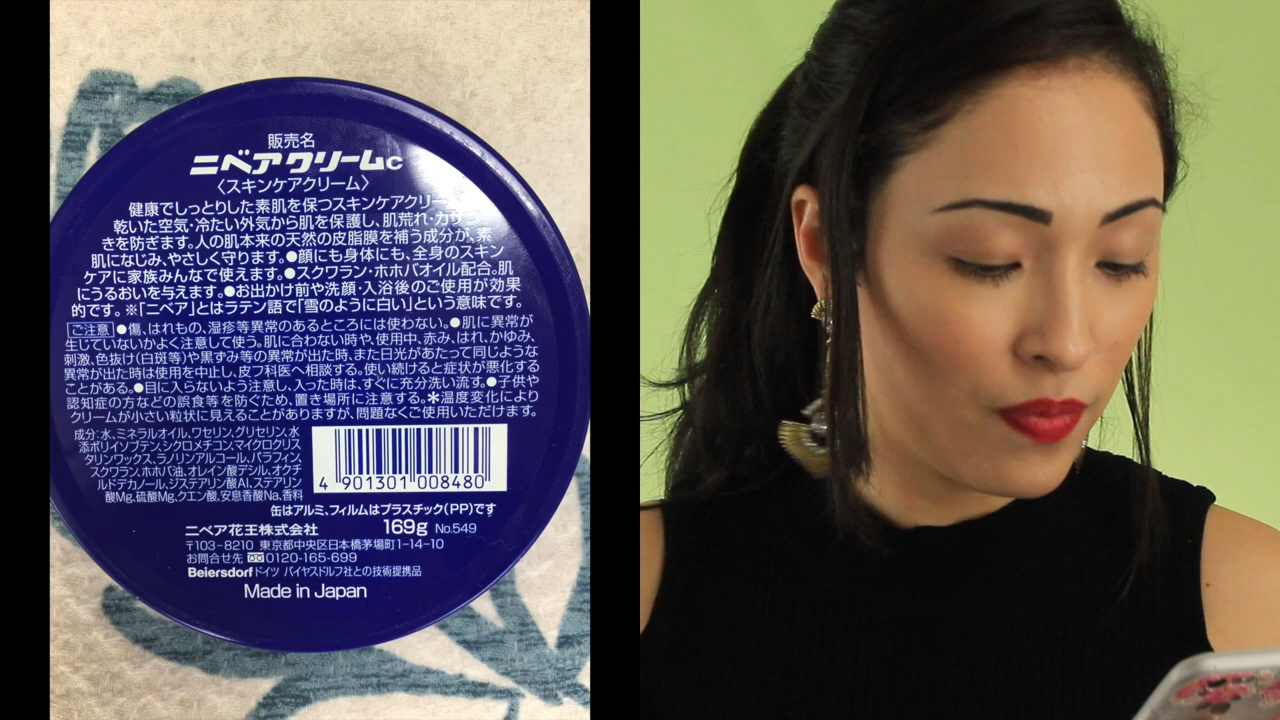 販売名
ニベアクリームc
〈スキンケアクリーム〉
健康でしっとりした素肌を保つスキンケアクリー
乾いた空気・冷たい外気から肌を保護し、肌荒れ・カサつ
きを防ぎます。人の肌本来の天然の皮脂膜を補う成分が、素
肌になじみ、やさしく守ります。●顔にも身体にも、全身のスキン
ケアに家族みんなで使えます。●スクワラン・ホホバオイル配合。肌
にうるおいを与えます。●お出かけ前や洗顔・入浴後のご使用が効果
的です。※「ニベア」とはラテン語で「雪のように白い」という意味です。
ご注意 ●傷、はれもの、湿疹等異常のあるところには使わない。●肌に異常が
生じていないかよく注意して使う。肌に合わない時や、使用中、赤み、はれ、かゆみ、
刺激、色抜け(白斑等)や黒ずみ等の異常が出た時、また日光があたって同じような
異常が出た時は使用を中止し、皮フ科医へ相談する。使い続けると症状が悪化する
ことがある。●目に入らないよう注意し、入った時は、すぐに充分洗い流す。●子供や
認知症の方などの誤食等を防ぐため、置き場所に注意する。＊温度変化により
クリームが小さい粒状に見えることがありますが、問題なくご使用いただけます。
成分：水、ミネラルオイル、ワセリン、グリセリン、水
添ポリイソブテン、シクロメチコン、マイクロクリス
タリンワックス、ラノリンアルコール、パラフィン、
スクワラン、ホホバ油、オレイン酸デシル、オクチ
ルドデカノール、ジステアリン酸Al、ステアリン
酸Mg、硫酸Mg、クエン酸、安息香酸Na、香料
4 901301 008480
缶はアルミ、フィルムはプラスチック(PP)です
ニベア花王株式会社 169g No.549
〒103-8210 東京都中央区日本橋茅場町1-14-10
お問合せ先 0120-165-699
Beiersdorf ドイツ バイヤスドルフ社との技術提携品
Made in Japan